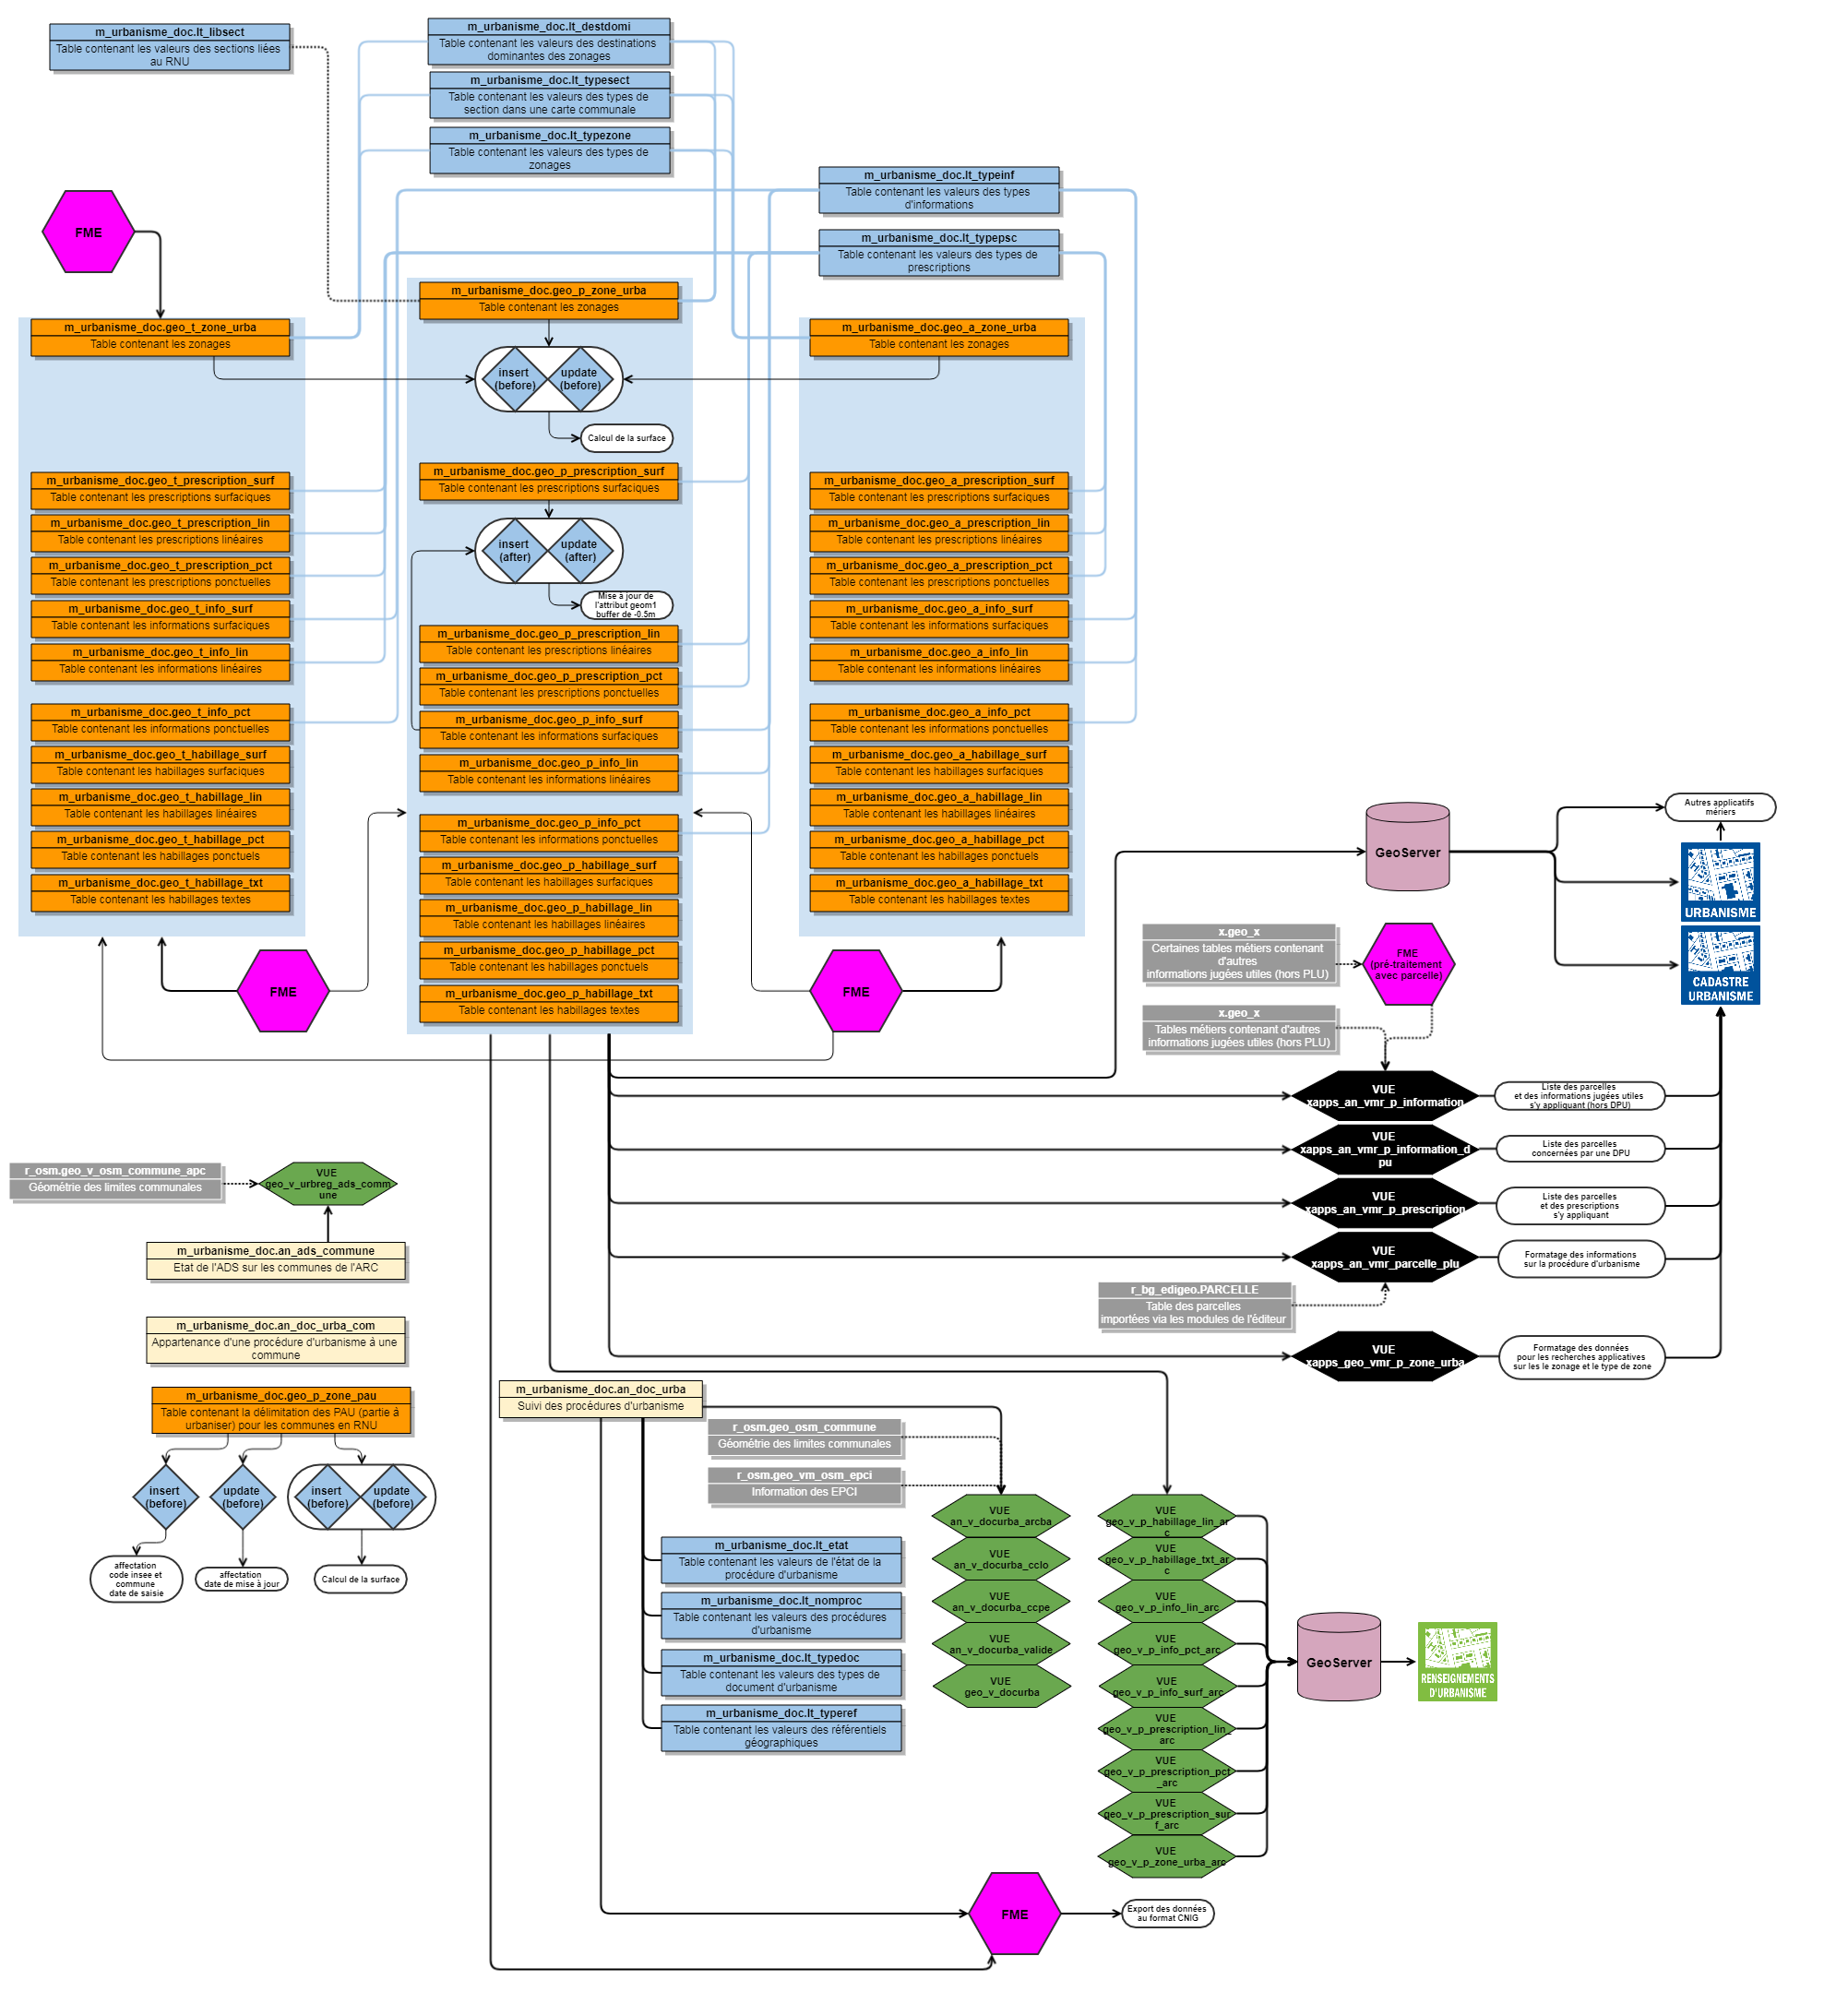 m_urbanisme_doc.lt_libsect
Table contenant les valeurs des sections liées
au RNU
m_urbanisme_doc.lt_destdomi
Table contenant les valeurs des destinations
dominantes des zonages
m_urbanisme_doc.lt_typesect
Table contenant les valeurs des types de
section dans une carte communale
m_urbanisme_doc.lt_typezone
Table contenant les valeurs des types de
zonages
m_urbanisme_doc.lt_typeinf
Table contenant les valeurs des types
d'informations
m_urbanisme_doc.lt_typepsc
Table contenant les valeurs des types de
prescriptions
FME
m_urbanisme_doc.geo_t_zone_urba
Table contenant les zonages
m_urbanisme_doc.geo_t_prescription_surf
Table contenant les prescriptions surfaciques
m_urbanisme_doc.geo_t_prescription_lin
Table contenant les prescriptions linéaires
m_urbanisme_doc.geo_t_prescription_pct
Table contenant les prescriptions ponctuelles
m_urbanisme_doc.geo_t_info_surf
Table contenant les informations surfaciques
m_urbanisme_doc.geo_t_info_lin
Table contenant les informations linéaires
m_urbanisme_doc.geo_t_info_pct
Table contenant les informations ponctuelles
m_urbanisme_doc.geo_t_habillage_surf
Table contenant les habillages surfaciques
m_urbanisme_doc.geo_t_habillage_lin
Table contenant les habillages linéaires
m_urbanisme_doc.geo_t_habillage_pct
Table contenant les habillages ponctuels
m_urbanisme_doc.geo_t_habillage_txt
Table contenant les habillages textes
FME
m_urbanisme_doc.geo_p_zone_urba
Table contenant les zonages
insert
(before)
update
(before)
Calcul de la surface
m_urbanisme_doc.geo_p_prescription_surf
Table contenant les prescriptions surfaciques
insert
(after)
update
(after)
Mise à jour de
l'attribut geom1
buffer de -0.5m
m_urbanisme_doc.geo_p_prescription_lin
Table contenant les prescriptions linéaires
m_urbanisme_doc.geo_p_prescription_pct
Table contenant les prescriptions ponctuelles
m_urbanisme_doc.geo_p_info_surf
Table contenant les informations surfaciques
m_urbanisme_doc.geo_p_info_lin
Table contenant les informations linéaires
m_urbanisme_doc.geo_p_info_pct
Table contenant les informations ponctuelles
m_urbanisme_doc.geo_p_habillage_surf
Table contenant les habillages surfaciques
m_urbanisme_doc.geo_p_habillage_lin
Table contenant les habillages linéaires
m_urbanisme_doc.geo_p_habillage_pct
Table contenant les habillages ponctuels
m_urbanisme_doc.geo_p_habillage_txt
Table contenant les habillages textes
m_urbanisme_doc.geo_a_zone_urba
Table contenant les zonages
m_urbanisme_doc.geo_a_prescription_surf
Table contenant les prescriptions surfaciques
m_urbanisme_doc.geo_a_prescription_lin
Table contenant les prescriptions linéaires
m_urbanisme_doc.geo_a_prescription_pct
Table contenant les prescriptions ponctuelles
m_urbanisme_doc.geo_a_info_surf
Table contenant les informations surfaciques
m_urbanisme_doc.geo_a_info_lin
Table contenant les informations linéaires
m_urbanisme_doc.geo_a_info_pct
Table contenant les informations ponctuelles
m_urbanisme_doc.geo_a_habillage_surf
Table contenant les habillages surfaciques
m_urbanisme_doc.geo_a_habillage_lin
Table contenant les habillages linéaires
m_urbanisme_doc.geo_a_habillage_pct
Table contenant les habillages ponctuels
m_urbanisme_doc.geo_a_habillage_txt
Table contenant les habillages textes
FME
GeoServer
Autres applicatifs
mériers
URBANISME
CADASTRE
URBANISME
x.geo_x
Certaines tables métiers contenant
d'autres
informations jugées utiles (hors PLU)
FME
(pré-traitement
avec parcelle)
x.geo_x
Tables métiers contenant d'autres
informations jugées utiles (hors PLU)
VUE
xapps_an_vmr_p_information
Liste des parcelles
et des informations jugées utiles
s'y appliquant (hors DPU)
VUE
xapps_an_vmr_p_information_d
pu
Liste des parcelles
concernées par une DPU
VUE
xapps_an_vmr_p_prescription
Liste des parcelles
et des prescriptions
s'y appliquant
VUE
xapps_an_vmr_parcelle_plu
Formatage des informations
sur la procédure d'urbanisme
r_bg_edigeo.PARCELLE
Table des parcelles
importées via les modules de l'éditeur
VUE
xapps_geo_vmr_p_zone_urba
Formatage des données
pour les recherches applicatives
sur les le zonage et le type de zone
r_osm.geo_v_osm_commune_apc
Géométrie des limites communales
VUE
geo_v_urbreg_ads_comm
une
m_urbanisme_doc.an_ads_commune
Etat de l'ADS sur les communes de l'ARC
m_urbanisme_doc.an_doc_urba_com
Appartenance d'une procédure d'urbanisme à une
commune
m_urbanisme_doc.geo_p_zone_pau
Table contenant la délimitation des PAU (partie à
urbaniser) pour les communes en RNU
insert
(before)
update
(before)
insert
(before)
update
(before)
affectation
code insee et
commune
date de saisie
affectation
date de mise à jour
Calcul de la surface
m_urbanisme_doc.an_doc_urba
Suivi des procédures d'urbanisme
r_osm.geo_osm_commune
Géométrie des limites communales
r_osm.geo_vm_osm_epci
Information des EPCI
m_urbanisme_doc.lt_etat
Table contenant les valeurs de l'état de la
procédure d'urbanisme
m_urbanisme_doc.lt_nomproc
Table contenant les valeurs des procédures
d'urbanisme
m_urbanisme_doc.lt_typedoc
Table contenant les valeurs des types de
document d'urbanisme
m_urbanisme_doc.lt_typeref
Table contenant les valeurs des référentiels
géographiques
VUE
an_v_docurba_arcba
VUE
an_v_docurba_cclo
VUE
an_v_docurba_ccpe
VUE
an_v_docurba_valide
VUE
geo_v_docurba
VUE
geo_v_p_habillage_lin_ar
c
VUE
geo_v_p_habillage_txt_ar
c
VUE
geo_v_p_info_lin_arc
VUE
geo_v_p_info_pct_arc
VUE
geo_v_p_info_surf_arc
VUE
geo_v_p_prescription_lin_
arc
VUE
geo_v_p_prescription_pct
_arc
VUE
geo_v_p_prescription_sur
f_arc
VUE
geo_v_p_zone_urba_arc
GeoServer
RENSEIGNEMENTS
D'URBANISME
FME
Export des données
au format CNIG